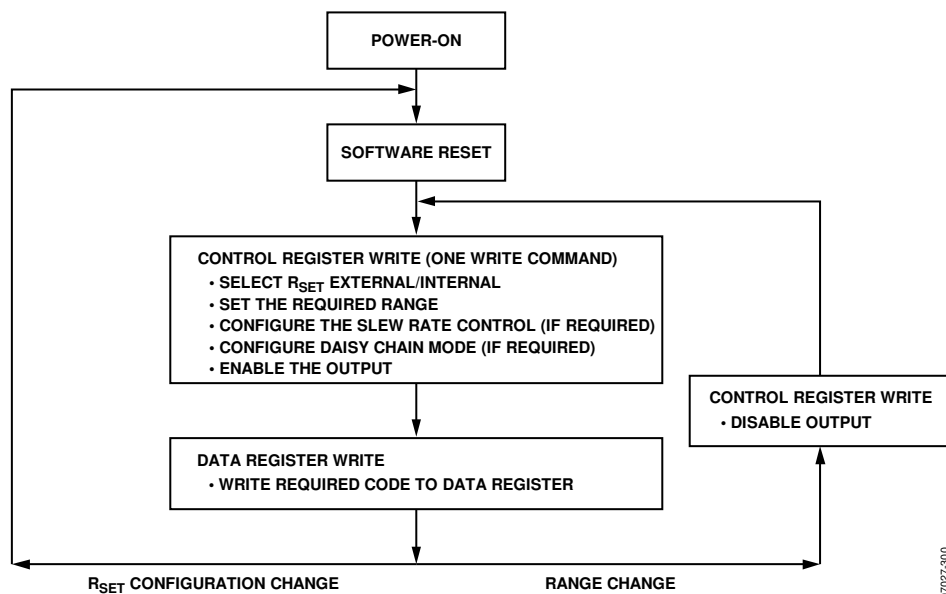 POWER-ON
SOFTWARE RESET
CONTROL REGISTER WRITE (ONE WRITE COMMAND)
• SELECT RSET EXTERNAL/INTERNAL
• SET THE REQUIRED RANGE
• CONFIGURE THE SLEW RATE CONTROL (IF REQUIRED)
• CONFIGURE DAISY CHAIN MODE (IF REQUIRED)
• ENABLE THE OUTPUT
CONTROL REGISTER WRITE
• DISABLE OUTPUT
DATA REGISTER WRITE
• WRITE REQUIRED CODE TO DATA REGISTER
RSET CONFIGURATION CHANGE
RANGE CHANGE